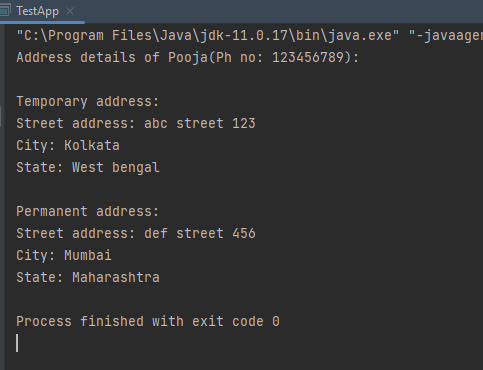 TestApp
"C:\Program Files\Java\jdk-11.0.17\bin\java.exe" "-javaager
Address details of Pooja(Ph no: 123456789):
Temporary address:
Street address: abc street 123
City: Kolkata
State: West bengal
Permanent address:
Street address: def street 456
City: Mumbai
State: Maharashtra
Process finished with exit code 0